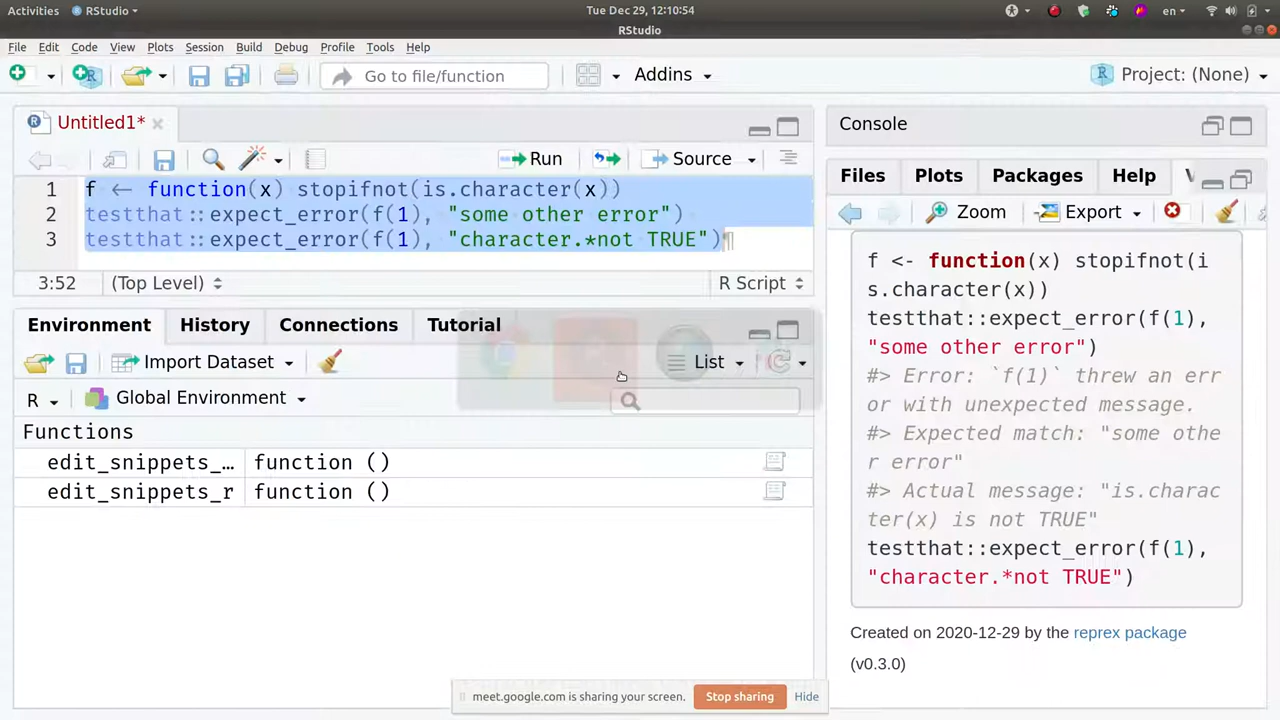 Activities RStudio Tue Dec 29, 12:10:54 en
RStudio
File Edit Code View Plots Session Build Debug Profile Tools Help
Go to file/function Addins Project: (None)
Untitled1*
Run Source
1 f <- function(x) stopifnot(is.character(x))
2 testthat::expect_error(f(1), "some other error")
3 testthat::expect_error(f(1), "character.*not TRUE")¶
3:52 (Top Level) R Script
Environment History Connections Tutorial
Import Dataset List
R Global Environment
Functions
edit_snippets_… function ()
edit_snippets_r function ()
Console
Files Plots Packages Help
Zoom Export
f <- function(x) stopifnot(i
s.character(x))
testthat::expect_error(f(1),
"some other error")
#> Error: `f(1)` threw an err
or with unexpected message.
#> Expected match: "some othe
r error"
#> Actual message: "is.charac
ter(x) is not TRUE"
testthat::expect_error(f(1),
"character.*not TRUE")
Created on 2020-12-29 by the reprex package
(v0.3.0)
meet.google.com is sharing your screen. Stop sharing Hide